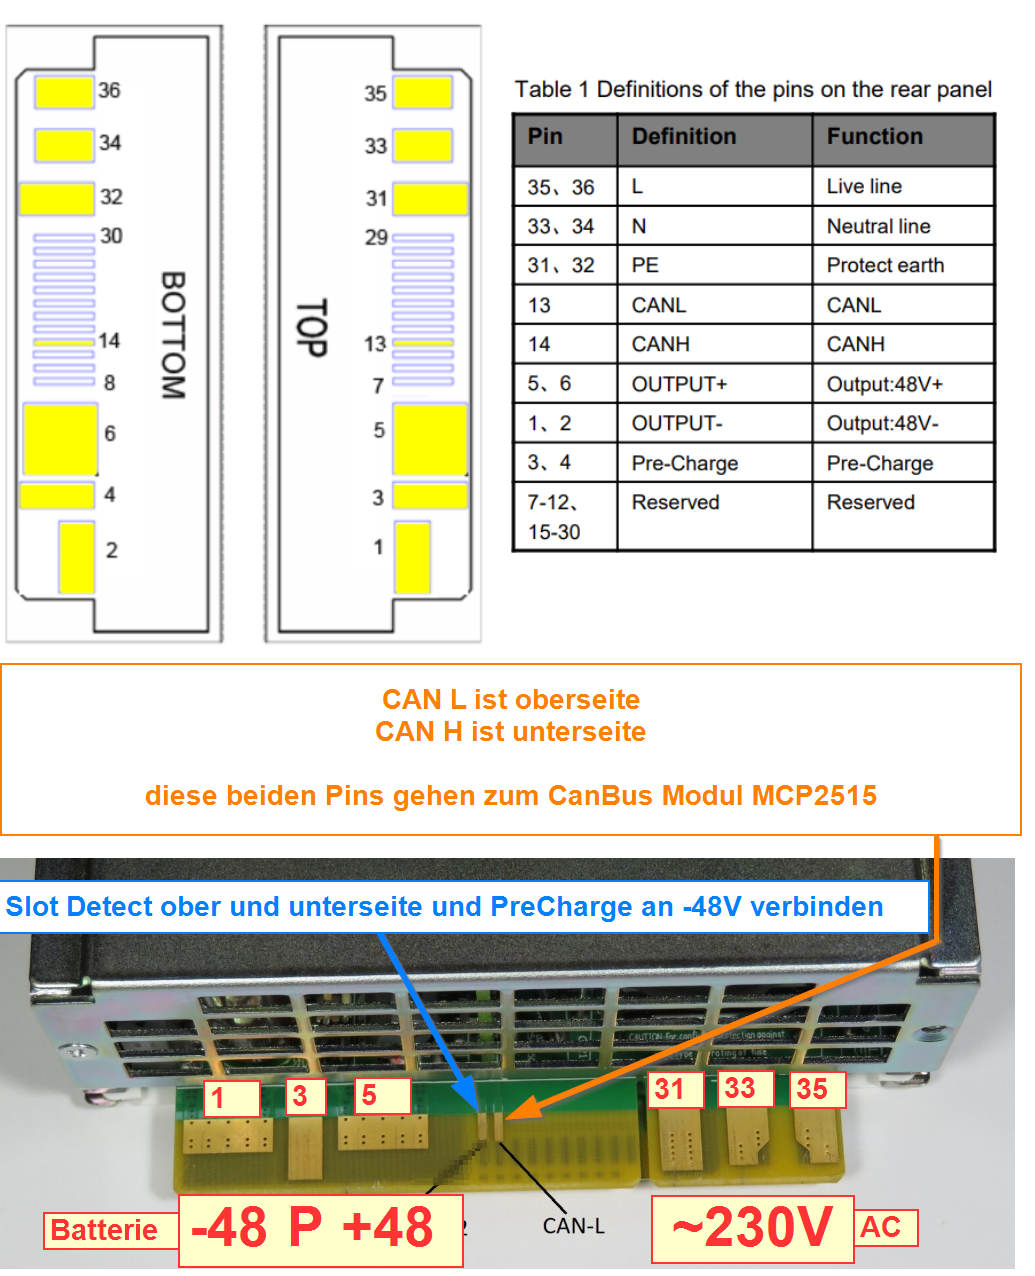 36
34
32
30
14
8
6
4
2
BOTTOM
35
33
31
29
13
7
5
3
1
TOP
Table 1 Definitions of the pins on the rear panel
Pin Definition Function
35、36 L Live line
33、34 N Neutral line
31、32 PE Protect earth
13 CANL CANL
14 CANH CANH
5、6 OUTPUT+ Output:48V+
1、2 OUTPUT- Output:48V-
3、4 Pre-Charge Pre-Charge
7-12、 Reserved Reserved
15-30
CAN L ist oberseite
CAN H ist unterseite
diese beiden Pins gehen zum CanBus Modul MCP2515
Slot Detect ober und unterseite und PreCharge an -48V verbinden
1 3 5 31 33 35
Batterie -48 P +48 2 CAN-L ~230V AC